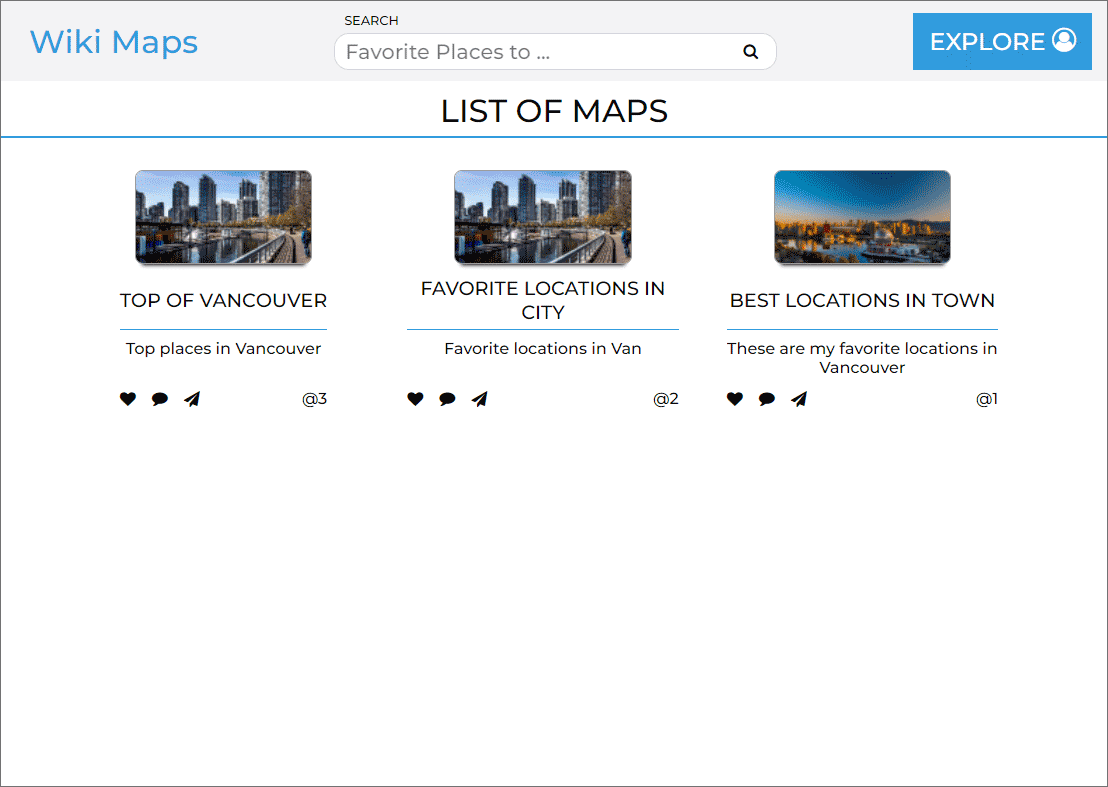 SEARCH
Wiki Maps
Favorite Places to ...
EXPLORE
LIST OF MAPS
TOP OF VANCOUVER
Top places in Vancouver
@3
FAVORITE LOCATIONS IN
CITY
Favorite locations in Van
@2
BEST LOCATIONS IN TOWN
These are my favorite locations in
Vancouver
@1